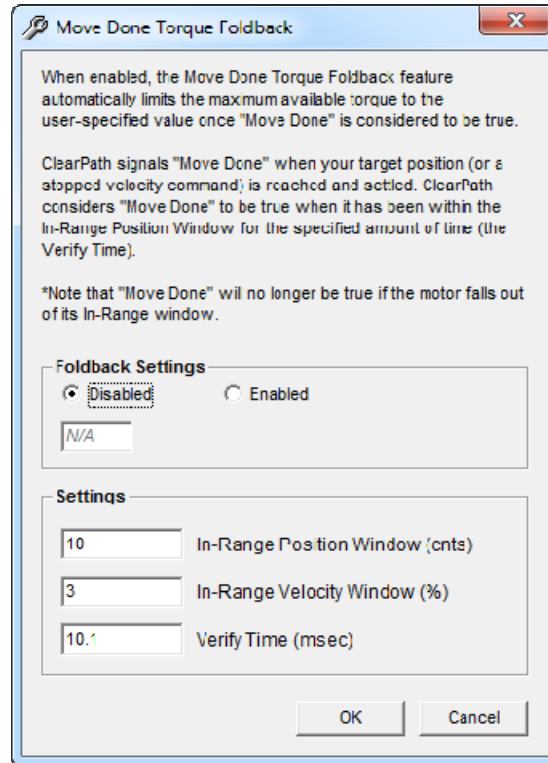 Move Done Torque Foldback
When enabled, the Move Done Torque Foldback feature
automatically limits the maximum available torque to the
user-specified value once "Move Done" is considered to be true.
ClearPath signals "Move Done" when your target position (or a
stopped velocity command) is reached and settled. ClearPath
considers "Move Done" to be true when it has been within the
In-Range Position Window for the specified amount of time (the
Verify Time).
*Note that "Move Done" will no longer be true if the motor falls out
of its In-Range window.
Foldback Settings
Disabled Enabled
N/A
Settings
10 In-Range Position Window (cnts)
3 In-Range Velocity Window (%)
10.1 Verify Time (msec)
OK Cancel